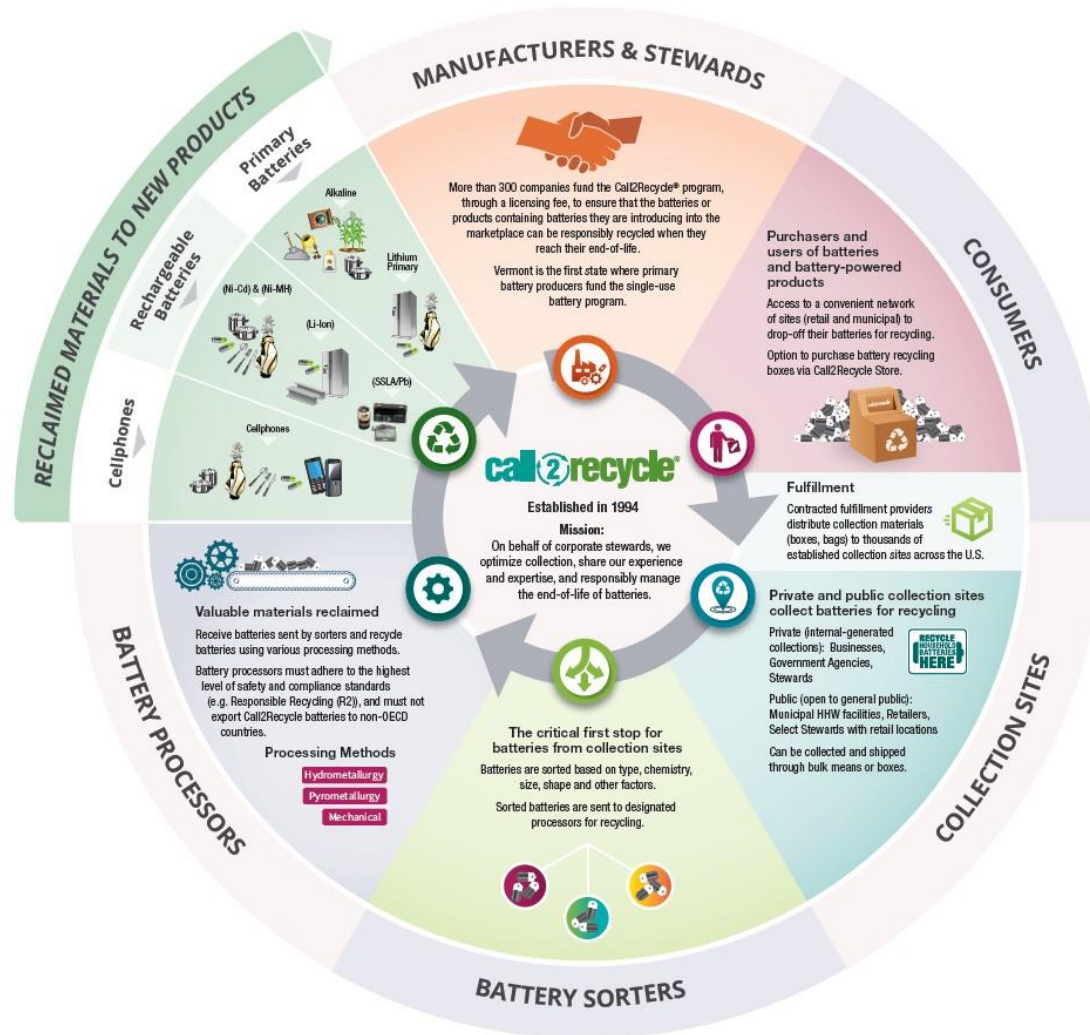 MANUFACTURERS & STEWARDS
More than 300 companies fund the Call2Recycle® program,
through a licensing fee, to ensure that the batteries or
products containing batteries they are introducing into the
marketplace can be responsibly recycled when they
reach their end-of-life.
Vermont is the first state where primary
battery producers fund the single-use
battery program.
CONSUMERS
Purchasers and
users of batteries
and battery-powered
products
Access to a convenient network
of sites (retail and municipal) to
drop-off their batteries for recycling.
Option to purchase battery recycling
boxes via Call2Recycle Store.
Fulfillment
Contracted fulfillment providers
distribute collection materials
(boxes, bags) to thousands of
established collection sites across the U.S.
COLLECTION SITES
Private and public collection sites
collect batteries for recycling
Private (internal-generated
collections): Businesses,
Government Agencies,
Stewards
RECYCLE
HOUSEHOLD
BATTERIES
HERE
Public (open to general public):
Municipal HHW facilities, Retailers,
Select Stewards with retail locations
Can be collected and shipped
through bulk means or boxes.
BATTERY SORTERS
The critical first stop for
batteries from collection sites
Batteries are sorted based on type, chemistry,
size, shape and other factors.
Sorted batteries are sent to designated
processors for recycling.
BATTERY PROCESSORS
Valuable materials reclaimed
Receive batteries sent by sorters and recycle
batteries using various processing methods.
Battery processors must adhere to the highest
level of safety and compliance standards
(e.g. Responsible Recycling (R2)), and must not
export Call2Recycle batteries to non-OECD
countries.
Processing Methods
Hydrometallurgy
Pyrometallurgy
Mechanical
RECLAIMED MATERIALS TO NEW PRODUCTS
Primary
Batteries
Alkaline
Lithium
Primary
Rechargeable
Batteries
(Ni-Cd) & (Ni-MH)
(Li-Ion)
(SSLA/Pb)
Cellphones
Cellphones
call2recycle®
Established in 1994
Mission:
On behalf of corporate stewards, we
optimize collection, share our experience
and expertise, and responsibly manage
the end-of-life of batteries.